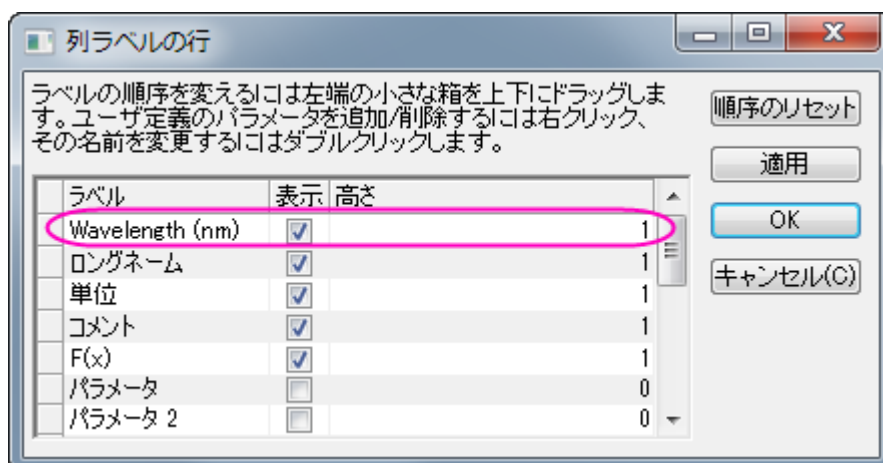 列ラベルの行
ラベルの順序を変えるには左端の小さな箱を上下にドラッグしま
す。ユーザ定義のパラメータを追加/削除するには右クリック、
その名前を変更するにはダブルクリックします。
順序のリセット
適用
OK
キャンセル(C)
ラベル 表示 高さ
Wavelength (nm) 1
ロングネーム 1
単位 1
コメント 1
F(x) 1
パラメータ 0
パラメータ 2 0